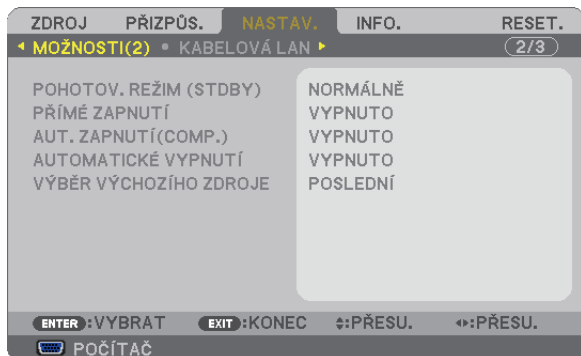 ZDROJ PŘIZPŮS. NASTAV. INFO. RESET.
MOŽNOSTI(2) • KABELOVÁ LAN 2/3
POHOTOV. REŽIM (STDBY) NORMÁLNĚ
PŘÍMÉ ZAPNUTÍ VYPNUTO
AUT. ZAPNUTÍ(COMP.) VYPNUTO
AUTOMATICKÉ VYPNUTÍ VYPNUTO
VÝBĚR VÝCHOZÍHO ZDROJE POSLEDNÍ
ENTER :VYBRAT EXIT :KONEC :PŘESU. :PŘESU.
POČÍTAČ